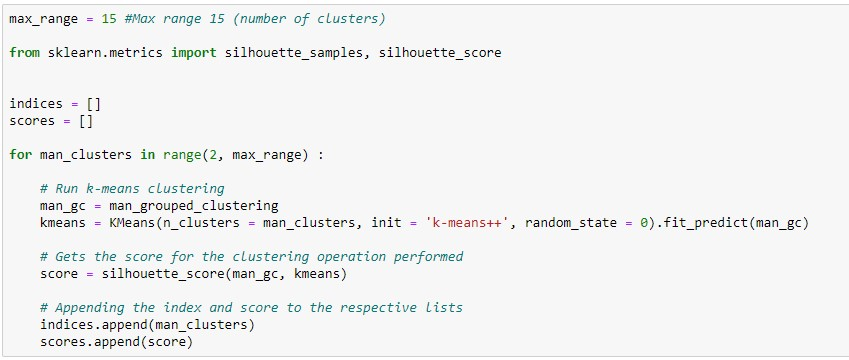 max_range = 15 #Max range 15 (number of clusters)
from sklearn.metrics import silhouette_samples, silhouette_score
indices = []
scores = []
for man_clusters in range(2, max_range) :
# Run k-means clustering
man_gc = man_grouped_clustering
kmeans = KMeans(n_clusters = man_clusters, init = 'k-means++', random_state = 0).fit_predict(man_gc)
# Gets the score for the clustering operation performed
score = silhouette_score(man_gc, kmeans)
# Appending the index and score to the respective lists
indices.append(man_clusters)
scores.append(score)